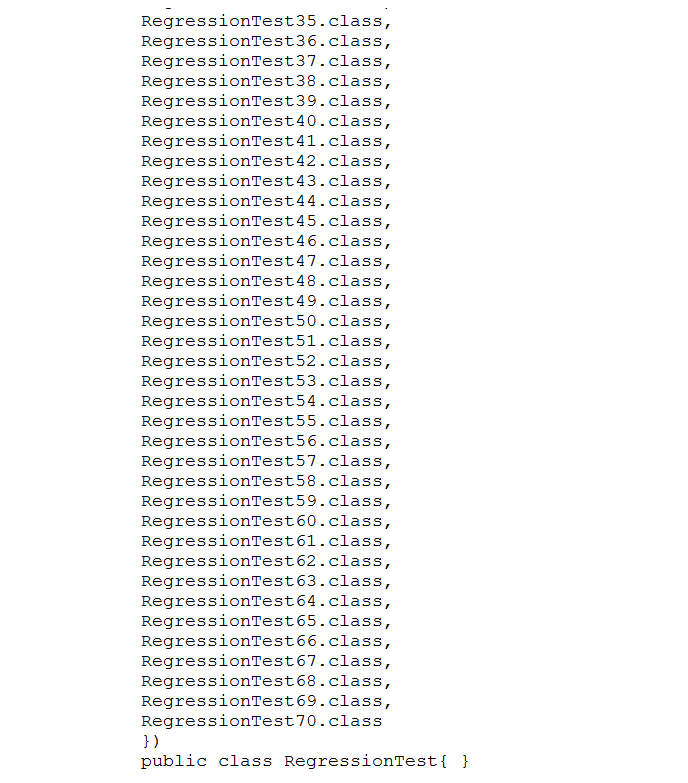 RegressionTest35.class,
RegressionTest36.class,
RegressionTest37.class,
RegressionTest38.class,
RegressionTest39.class,
RegressionTest40.class,
RegressionTest41.class,
RegressionTest42.class,
RegressionTest43.class,
RegressionTest44.class,
RegressionTest45.class,
RegressionTest46.class,
RegressionTest47.class,
RegressionTest48.class,
RegressionTest49.class,
RegressionTest50.class,
RegressionTest51.class,
RegressionTest52.class,
RegressionTest53.class,
RegressionTest54.class,
RegressionTest55.class,
RegressionTest56.class,
RegressionTest57.class,
RegressionTest58.class,
RegressionTest59.class,
RegressionTest60.class,
RegressionTest61.class,
RegressionTest62.class,
RegressionTest63.class,
RegressionTest64.class,
RegressionTest65.class,
RegressionTest66.class,
RegressionTest67.class,
RegressionTest68.class,
RegressionTest69.class,
RegressionTest70.class
})
public class RegressionTest{ }